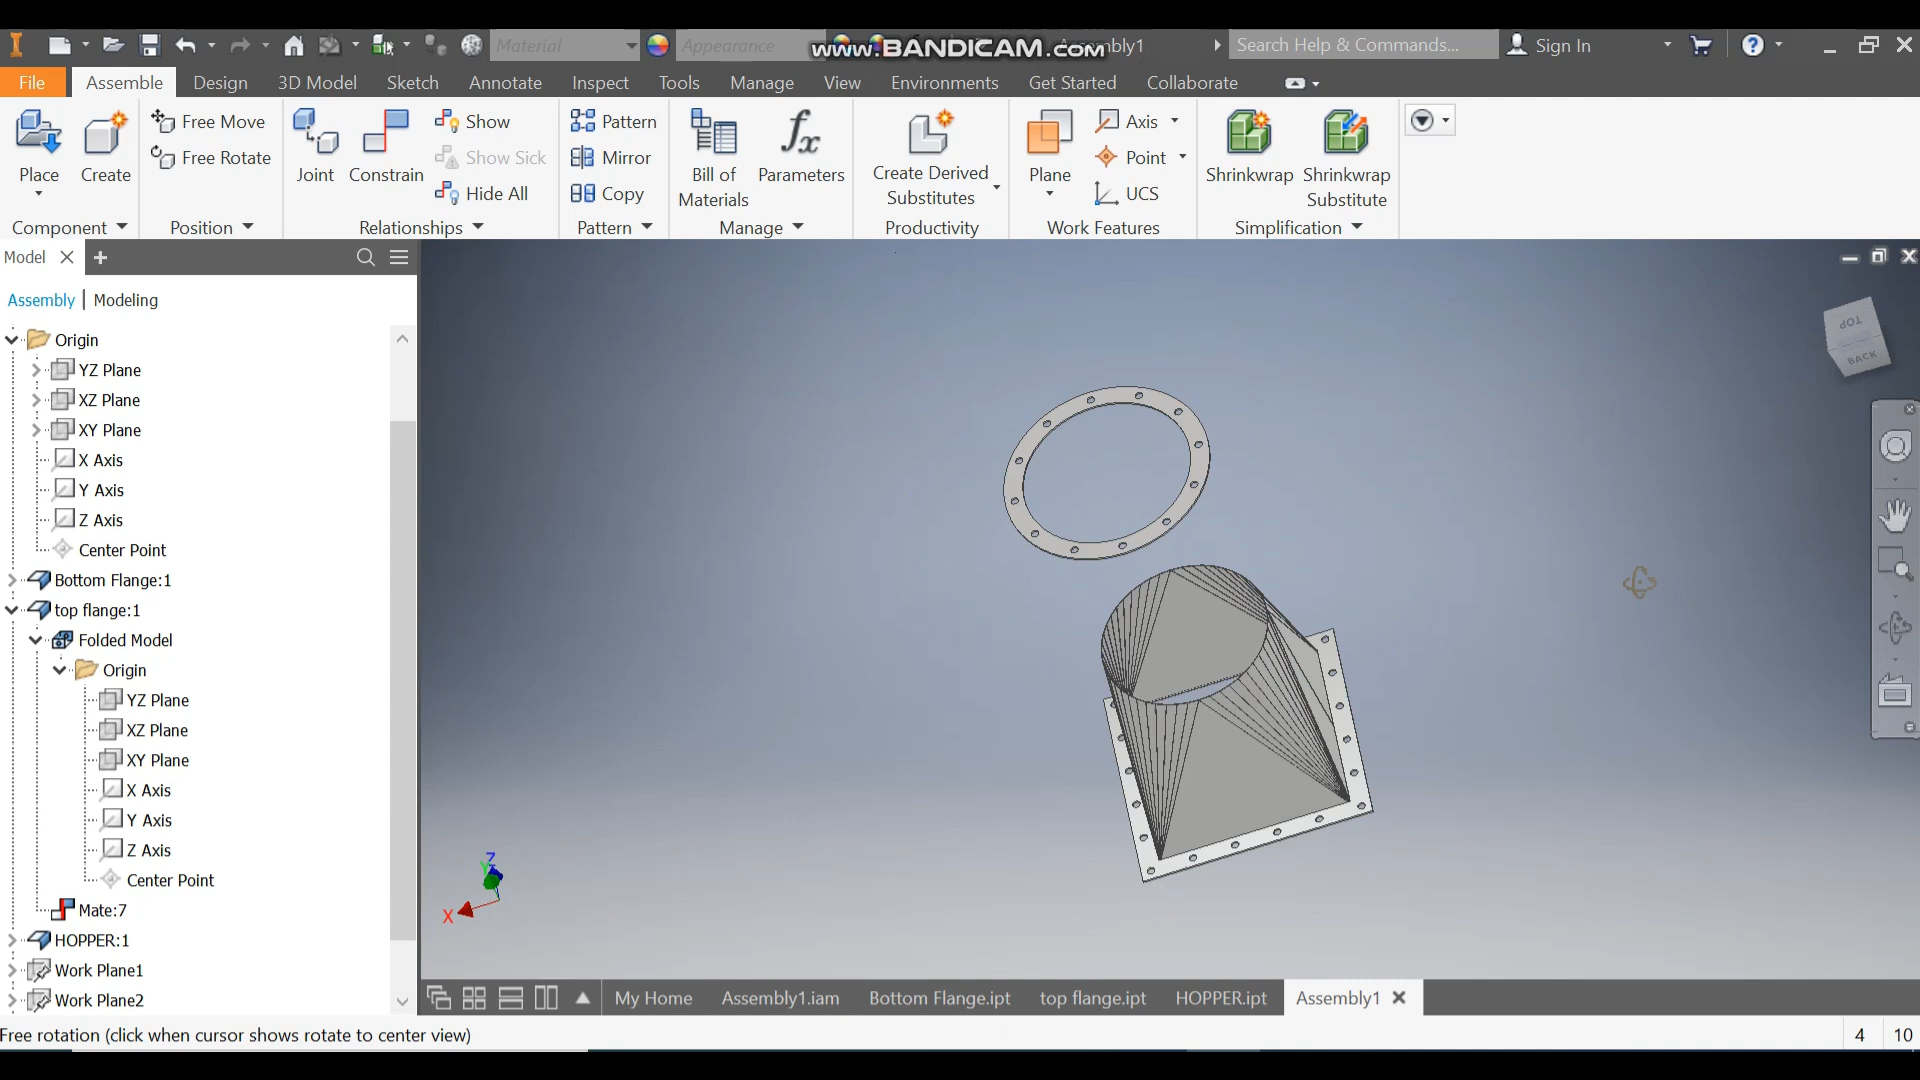 Material
Appearance
www.BANDICAM.com
Assembly1
Search Help & Commands...
Sign In
File
Assemble
Design
3D Model
Sketch
Annotate
Inspect
Tools
Manage
View
Environments
Get Started
Collaborate
Place
Create
Free Move
Free Rotate
Joint
Constrain
Show
Show Sick
Hide All
Pattern
Mirror
Copy
Bill of
Materials
Parameters
Create Derived
Substitutes
Plane
Axis
Point
UCS
Shrinkwrap
Shrinkwrap
Substitute
Component
Position
Relationships
Pattern
Manage
Productivity
Work Features
Simplification
Model
Assembly | Modeling
Origin
YZ Plane
XZ Plane
XY Plane
X Axis
Y Axis
Z Axis
Center Point
Bottom Flange:1
top flange:1
Folded Model
Origin
YZ Plane
XZ Plane
XY Plane
X Axis
Y Axis
Z Axis
Center Point
Mate:7
HOPPER:1
Work Plane1
Work Plane2
TOP
BACK
Z
Y
X
My Home
Assembly1.iam
Bottom Flange.ipt
top flange.ipt
HOPPER.ipt
Assembly1
Free rotation (click when cursor shows rotate to center view)
4
10